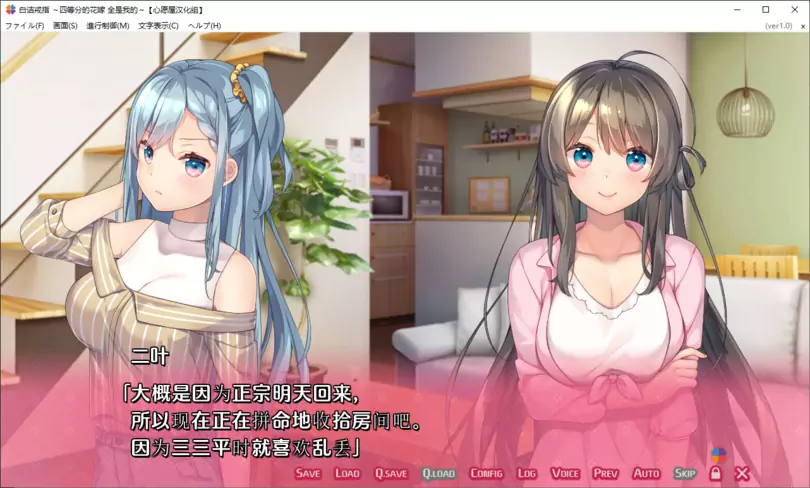 白诘戒指 ~四等分的花嫁 全是我的~【心愿屋汉化组】
ファイル(F) 画面(S) 進行制御(M) 文字表示(C) ヘルプ(H) (ver1.0) ×
二叶
「大概是因为正宗明天回来，
所以现在正在拼命地收拾房间吧。
因为三三平时就喜欢乱丢」
SAVE LOAD Q.SAVE Q.LOAD CONFIG LOG VOICE PREV AUTO SKIP